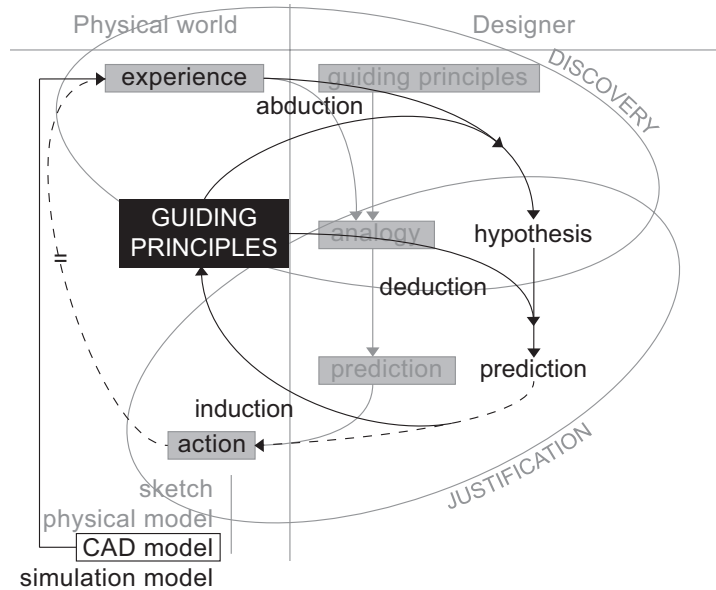 Physical world
Designer
experience
guiding principles
DISCOVERY
abduction
GUIDING
PRINCIPLES
analogy
hypothesis
=
deduction
prediction
prediction
induction
action
JUSTIFICATION
sketch
physical model
CAD model
simulation model